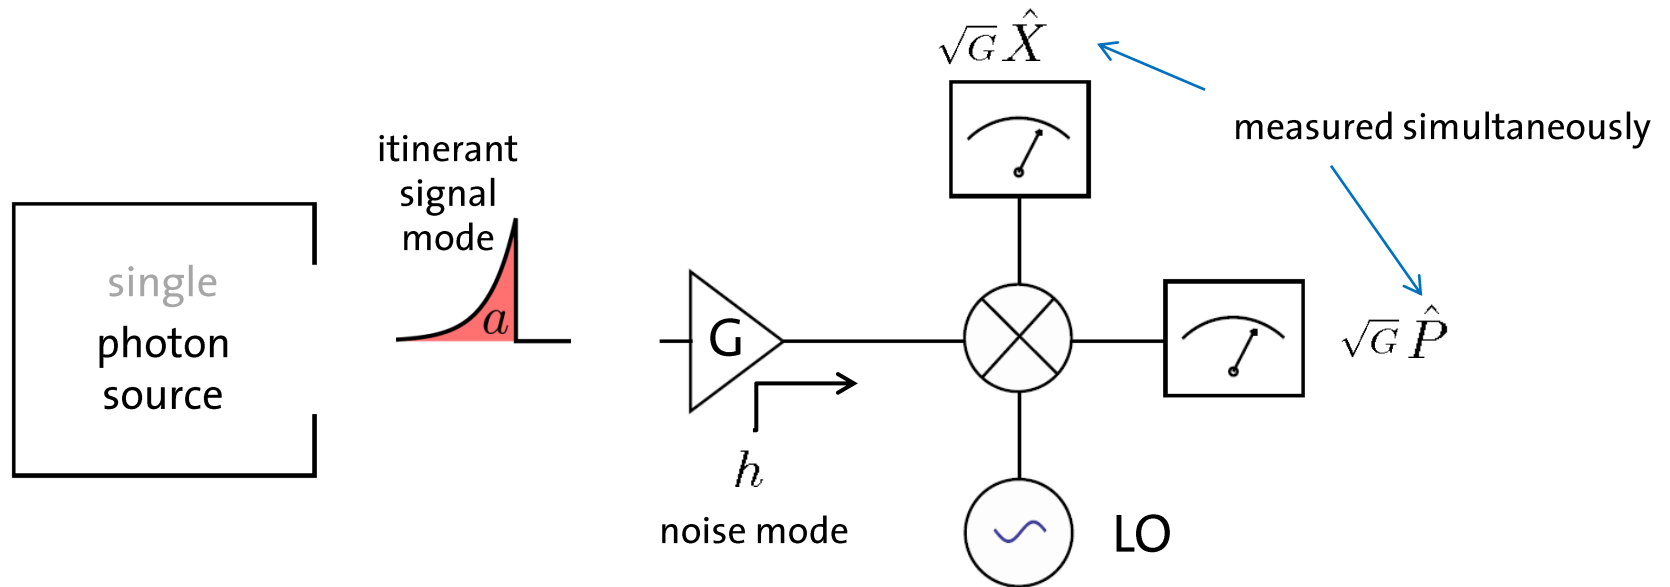 √G X̂
measured simultaneously
itinerant
signal
mode
a
single
photon
source
G
√G P̂
h
noise mode
LO